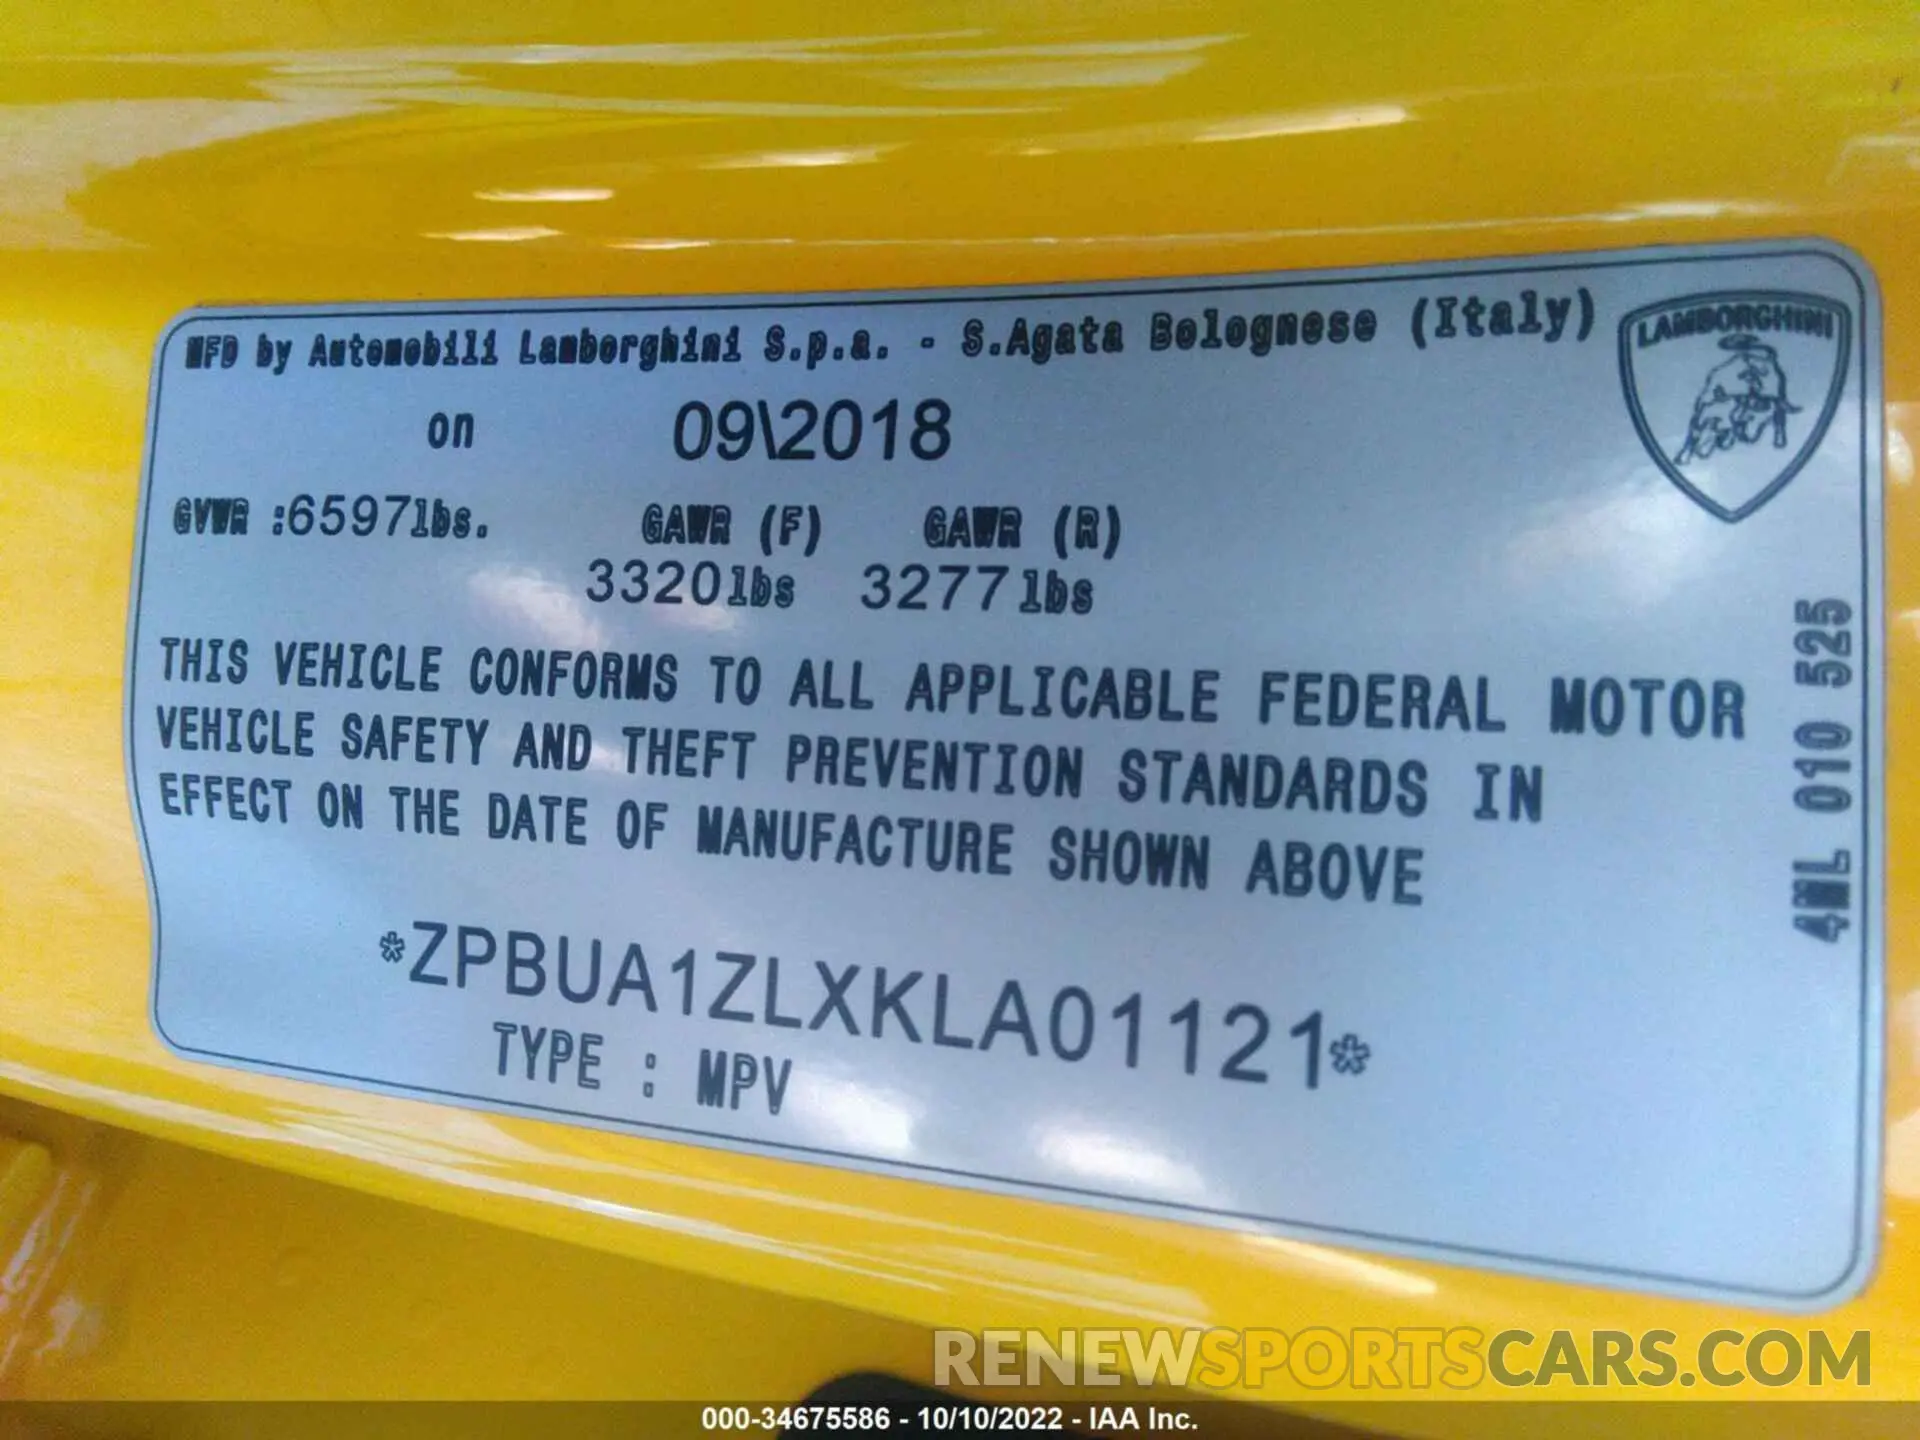 MFD by Automobili Lamborghini S.p.a. - S.Agata Bolognese (Italy)
LAMBORGHINI
on 09\2018
GVWR :6597lbs. GAWR (F) GAWR (R)
3320lbs 3277lbs
THIS VEHICLE CONFORMS TO ALL APPLICABLE FEDERAL MOTOR
VEHICLE SAFETY AND THEFT PREVENTION STANDARDS IN
EFFECT ON THE DATE OF MANUFACTURE SHOWN ABOVE
*ZPBUA1ZLXKLA01121*
TYPE : MPV
4ML 010 525
RENEWSPORTSCARS.COM
000-34675586 - 10/10/2022 - IAA Inc.